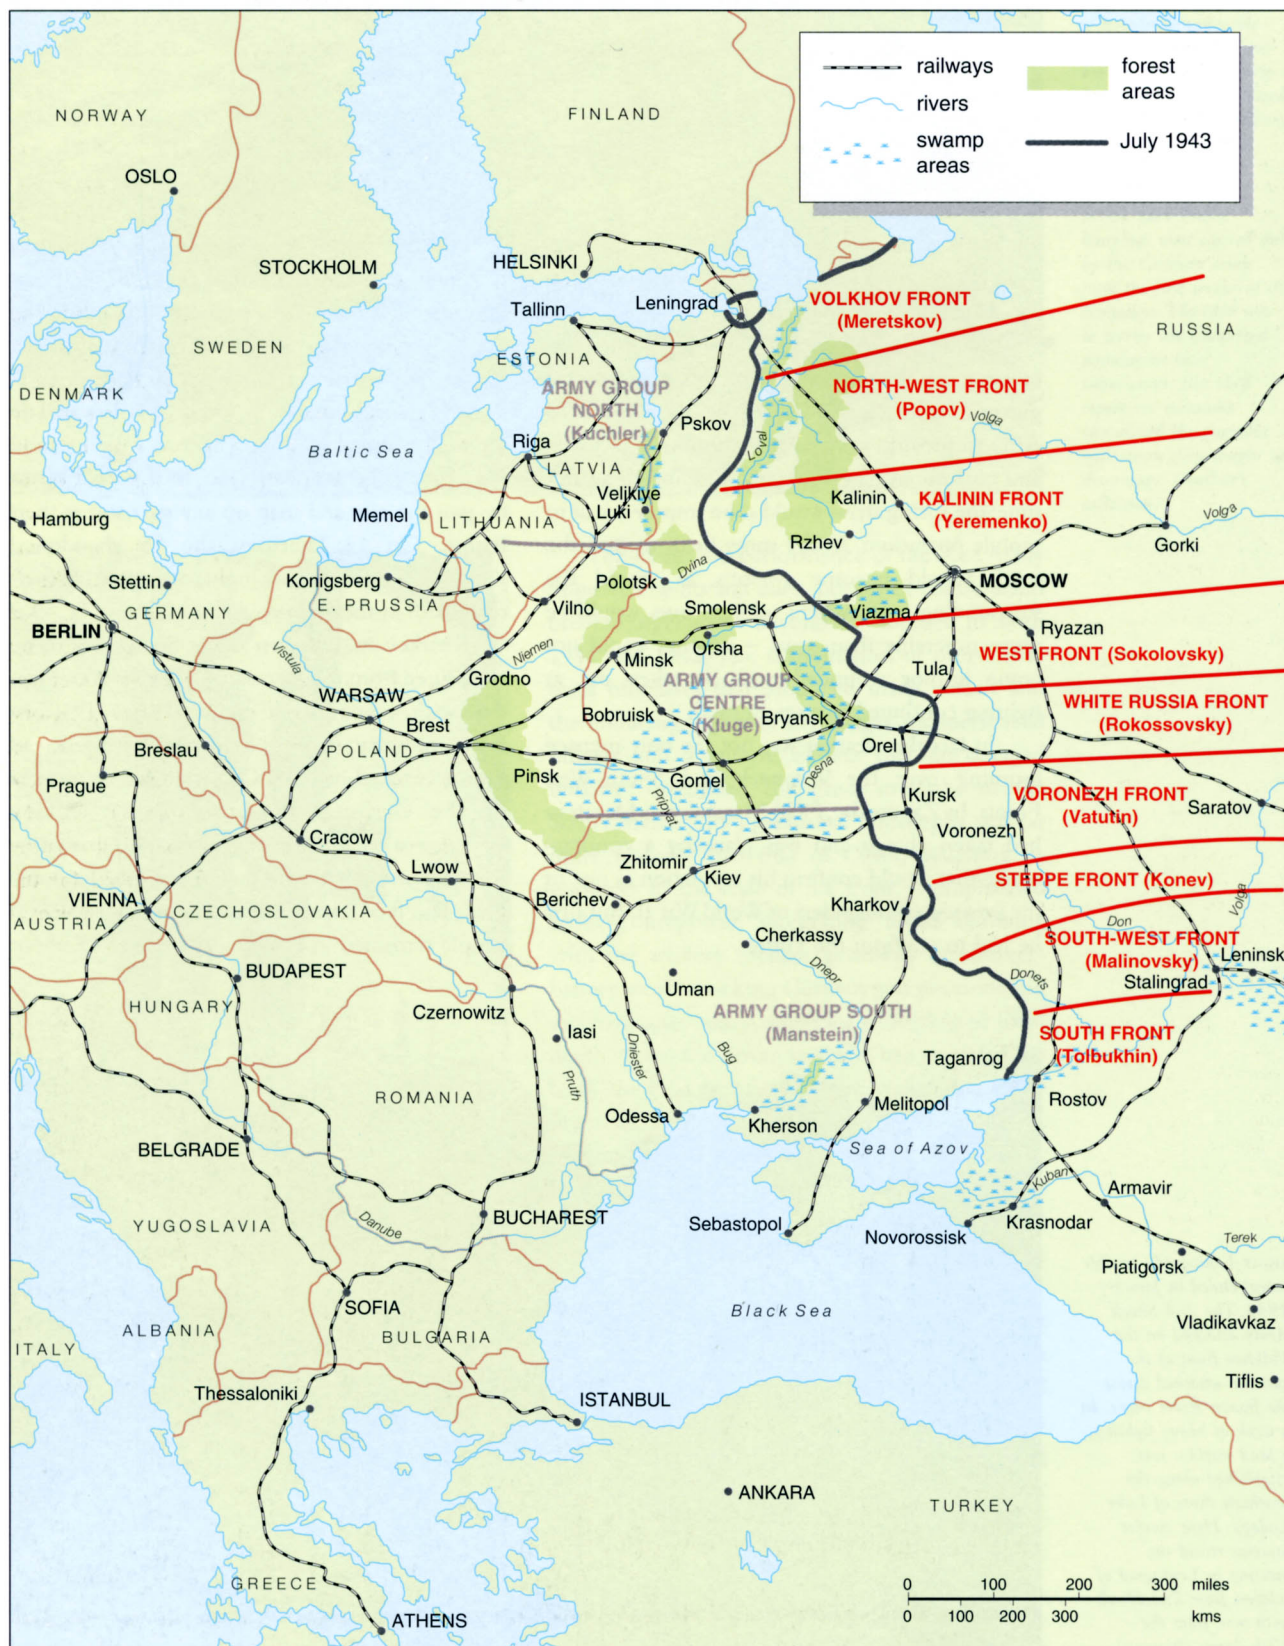 railways
forest
areas
rivers
swamp
areas
July 1943
NORWAY
FINLAND
OSLO
STOCKHOLM
HELSINKI
Leningrad
VOLKHOV FRONT
(Meretskov)
Tallinn
RUSSIA
SWEDEN
ESTONIA
DENMARK
ARMY GROUP
NORTH
(Küchler)
NORTH-WEST FRONT
(Popov)
Volga
Pskov
Loval
Riga
Baltic Sea
LATVIA
Velikiye
Luki
Kalinin
KALININ FRONT
(Yeremenko)
Volga
Hamburg
Memel
LITHUANIA
Rzhev
Gorki
Stettin
Konigsberg
Polotsk
Dvina
MOSCOW
GERMANY
E. PRUSSIA
Vilno
Smolensk
Viazma
BERLIN
Orsha
Ryazan
Vistula
Niemen
Minsk
Tula
WEST FRONT (Sokolovsky)
Grodno
WARSAW
ARMY GROUP
CENTRE
(Kluge)
Brest
Bobruisk
Bryansk
WHITE RUSSIA FRONT
(Rokossovsky)
Breslau
POLAND
Orel
Pinsk
Gomel
Desna
Prague
Pripyat
Kursk
VORONEZH FRONT
(Vatutin)
Saratov
Voronezh
Cracow
Zhitomir
Kiev
Lwow
STEPPE FRONT (Konev)
VIENNA
CZECHOSLOVAKIA
Berichev
Kharkov
Volga
AUSTRIA
Don
Cherkassy
SOUTH-WEST FRONT
(Malinovsky)
Leninsk
BUDAPEST
Dnepr
Donets
Stalingrad
Uman
HUNGARY
Czernowitz
ARMY GROUP SOUTH
(Manstein)
Iasi
SOUTH FRONT
(Tolbukhin)
Dniester
Bug
Taganrog
Pruth
ROMANIA
Odessa
Kherson
Melitopol
Rostov
BELGRADE
Sea of Azov
Kuban
Armavir
YUGOSLAVIA
Danube
BUCHAREST
Sebastopol
Novorossisk
Krasnodar
Terek
Piatigorsk
SOFIA
Black Sea
Vladikavkaz
ALBANIA
BULGARIA
ITALY
Tiflis
Thessaloniki
ISTANBUL
ANKARA
TURKEY
GREECE
ATHENS
0 100 200 300 miles
0 100 200 300 kms